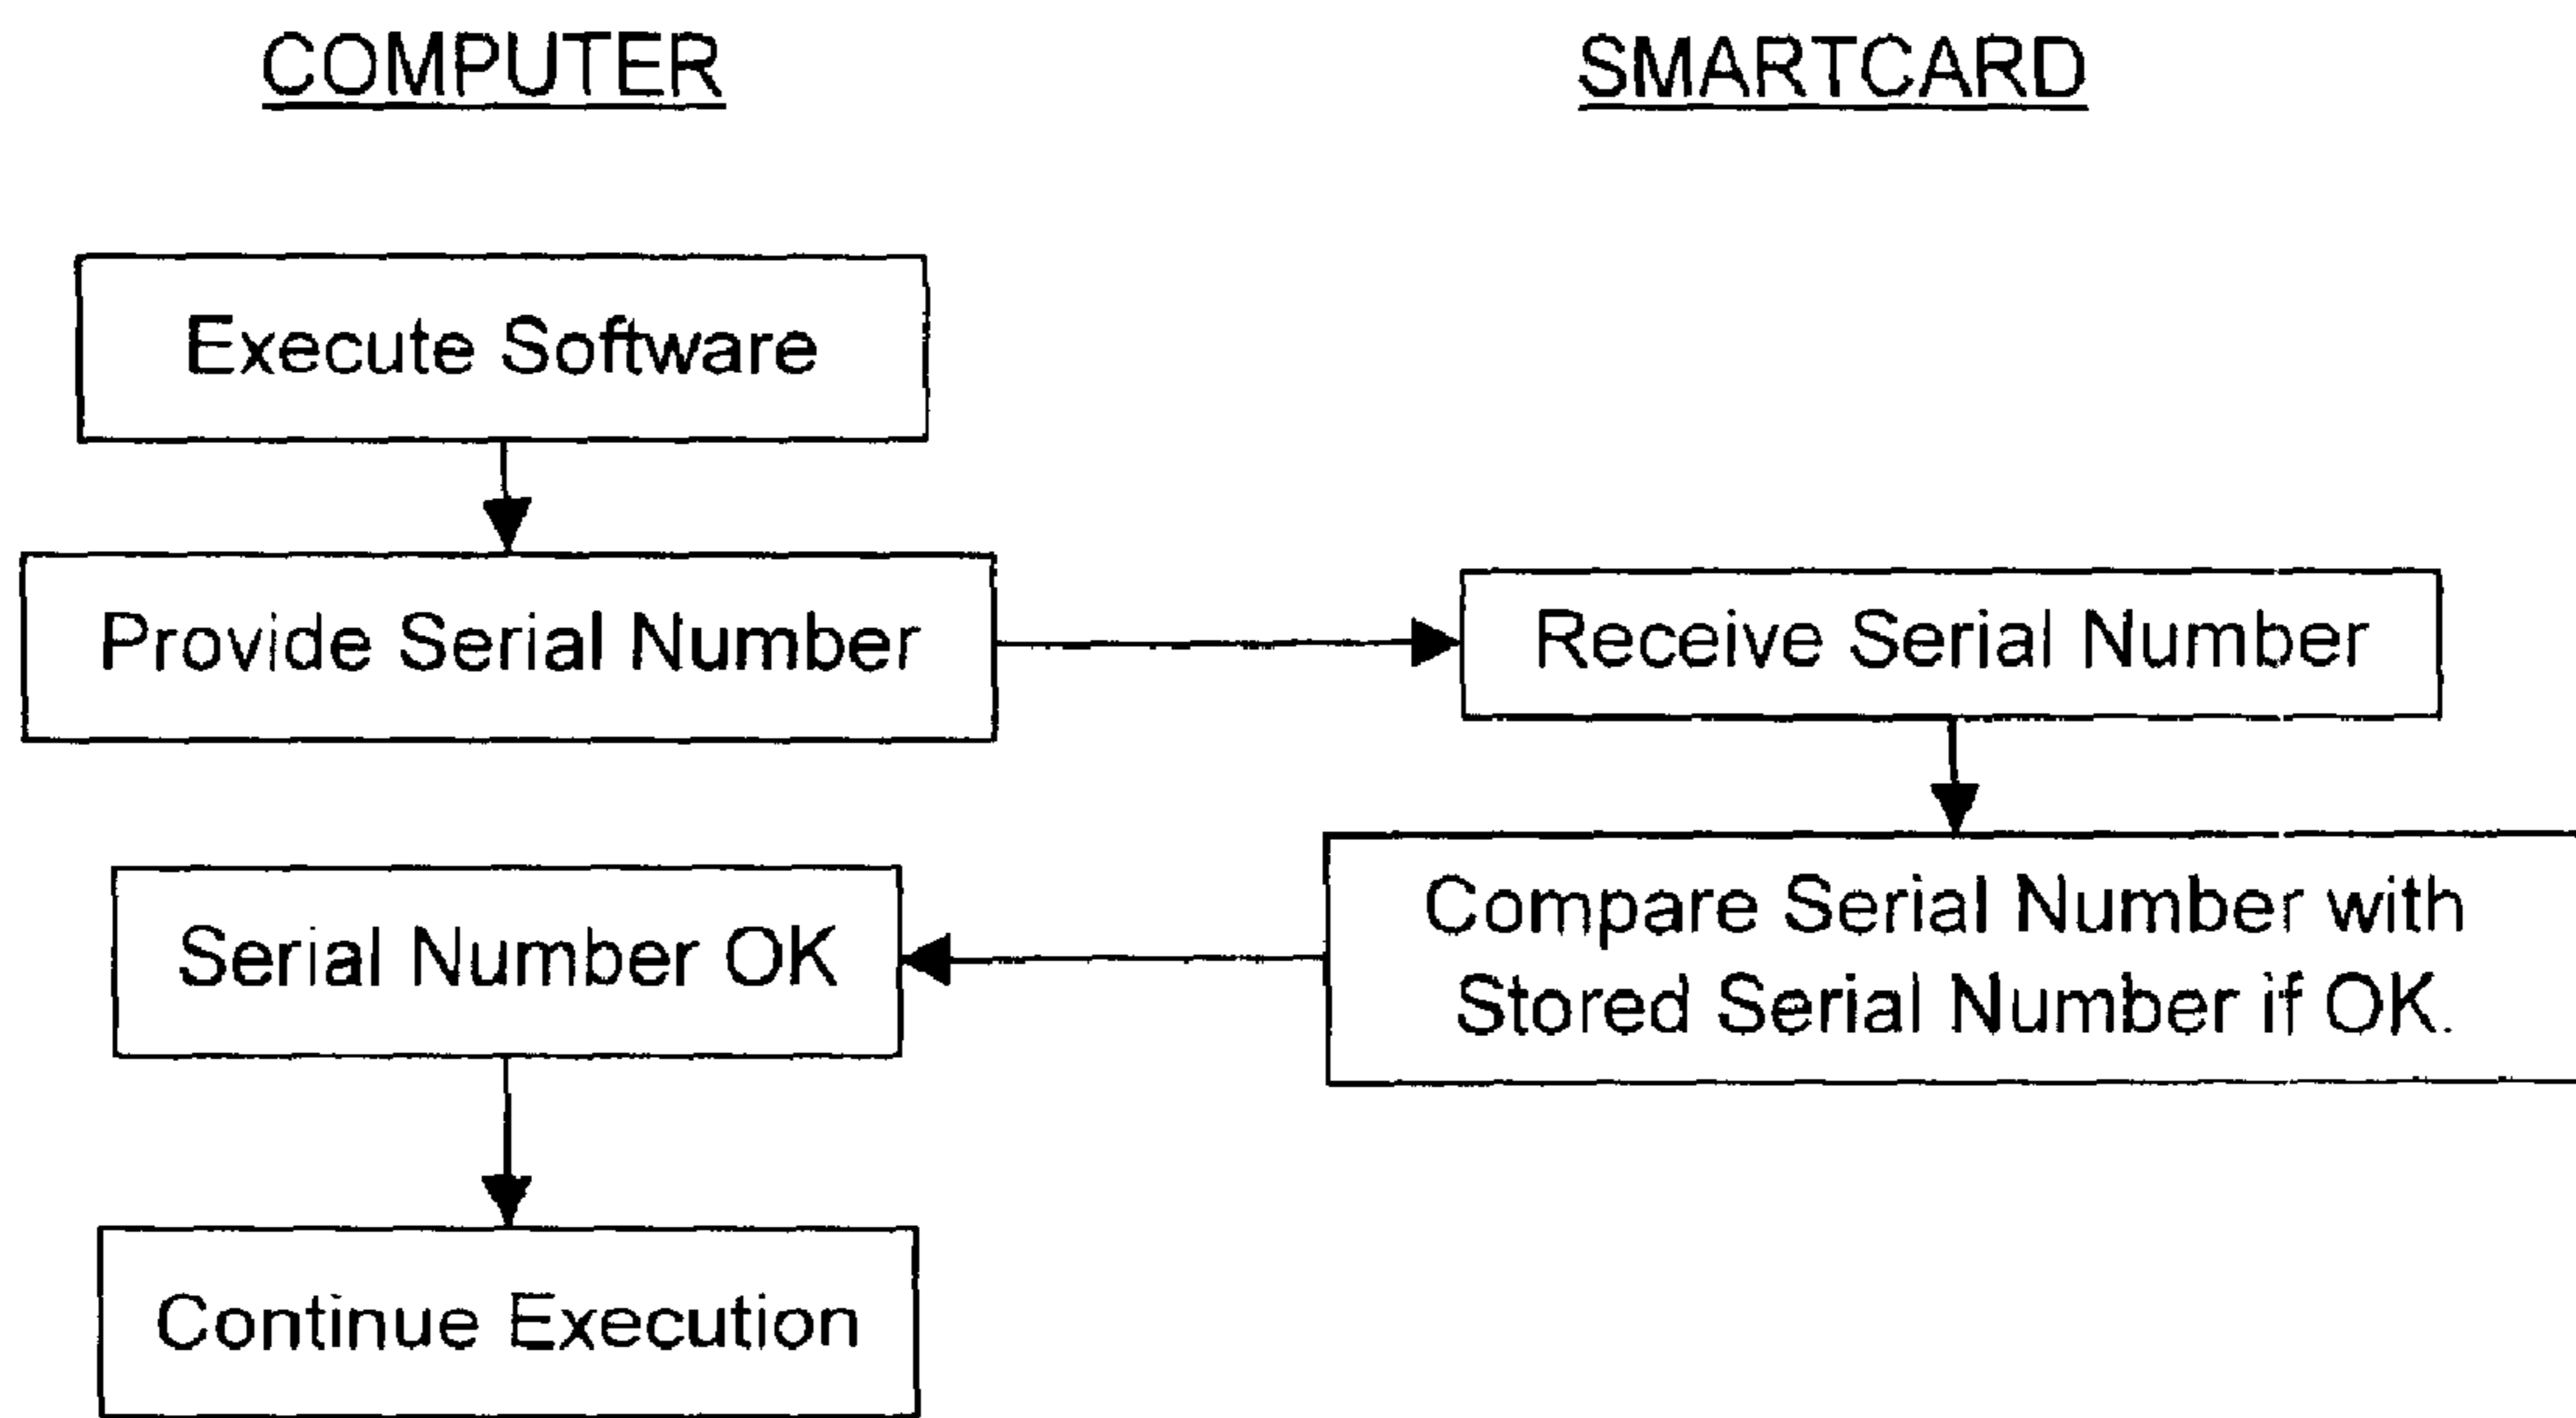 COMPUTER
SMARTCARD
Execute Software
Provide Serial Number
Receive Serial Number
Compare Serial Number with
Stored Serial Number if OK.
Serial Number OK
Continue Execution